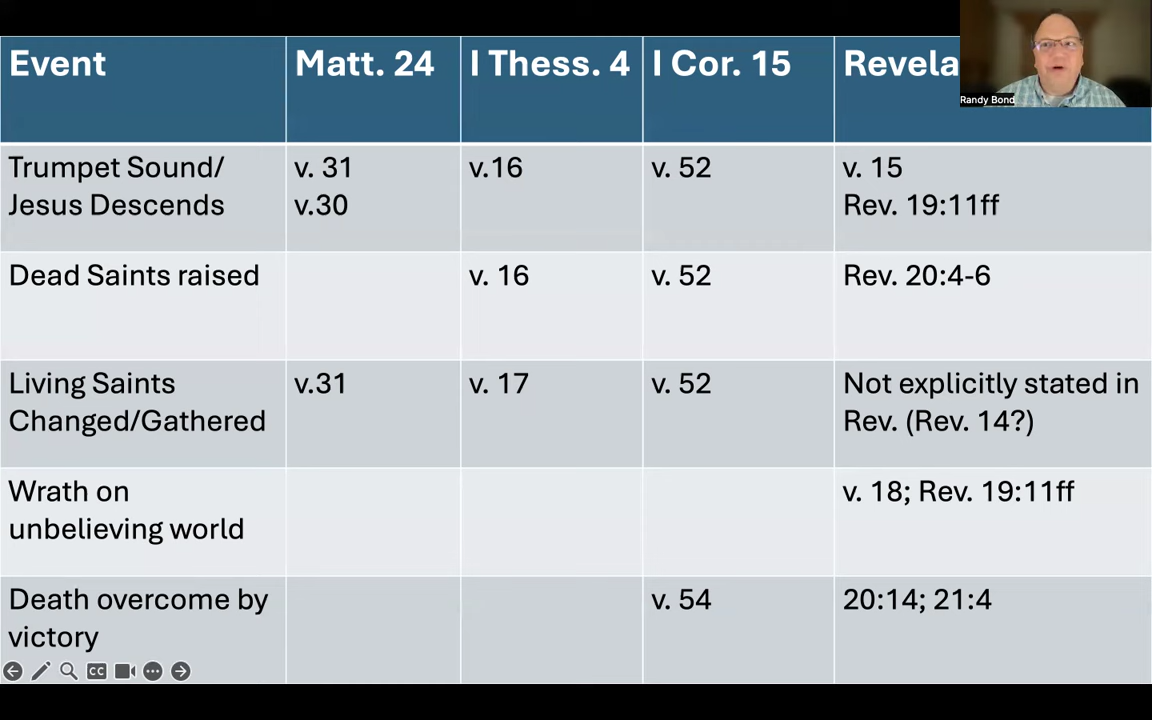 Event
Matt. 24
I Thess. 4
I Cor. 15
Revela
Randy Bond
Trumpet Sound/
Jesus Descends
v. 31
v.30
v.16
v. 52
v. 15
Rev. 19:11ff
Dead Saints raised
v. 16
v. 52
Rev. 20:4-6
Living Saints
Changed/Gathered
v.31
v. 17
v. 52
Not explicitly stated in
Rev. (Rev. 14?)
Wrath on
unbelieving world
v. 18; Rev. 19:11ff
Death overcome by
victory
v. 54
20:14; 21:4
CC